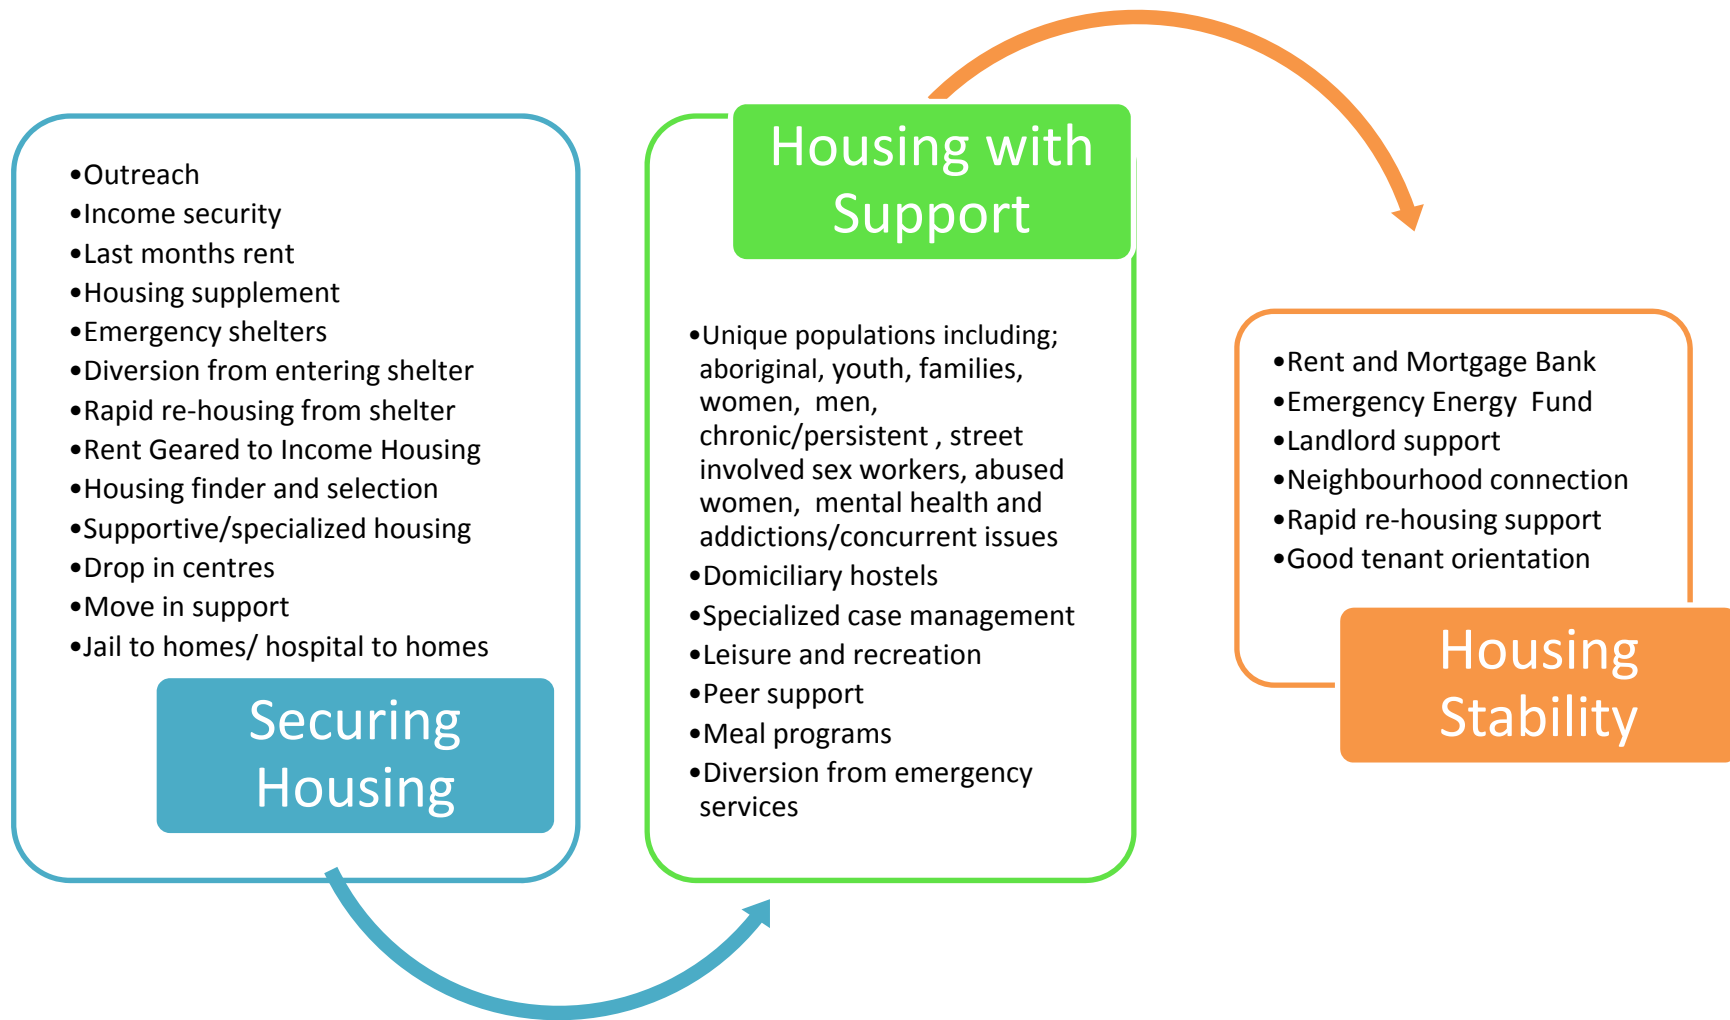 •Outreach
•Income security
•Last months rent
•Housing supplement
•Emergency shelters
•Diversion from entering shelter
•Rapid re-housing from shelter
•Rent Geared to Income Housing
•Housing finder and selection
•Supportive/specialized housing
•Drop in centres
•Move in support
•Jail to homes/ hospital to homes
Securing
Housing
Housing with
Support
•Unique populations including;
aboriginal, youth, families,
women,  men,
chronic/persistent , street
involved sex workers, abused
women,  mental health and
addictions/concurrent issues
•Domiciliary hostels
•Specialized case management
•Leisure and recreation
•Peer support
•Meal programs
•Diversion from emergency
services
•Rent and Mortgage Bank
•Emergency Energy  Fund
•Landlord support
•Neighbourhood connection
•Rapid re-housing support
•Good tenant orientation
Housing
Stability